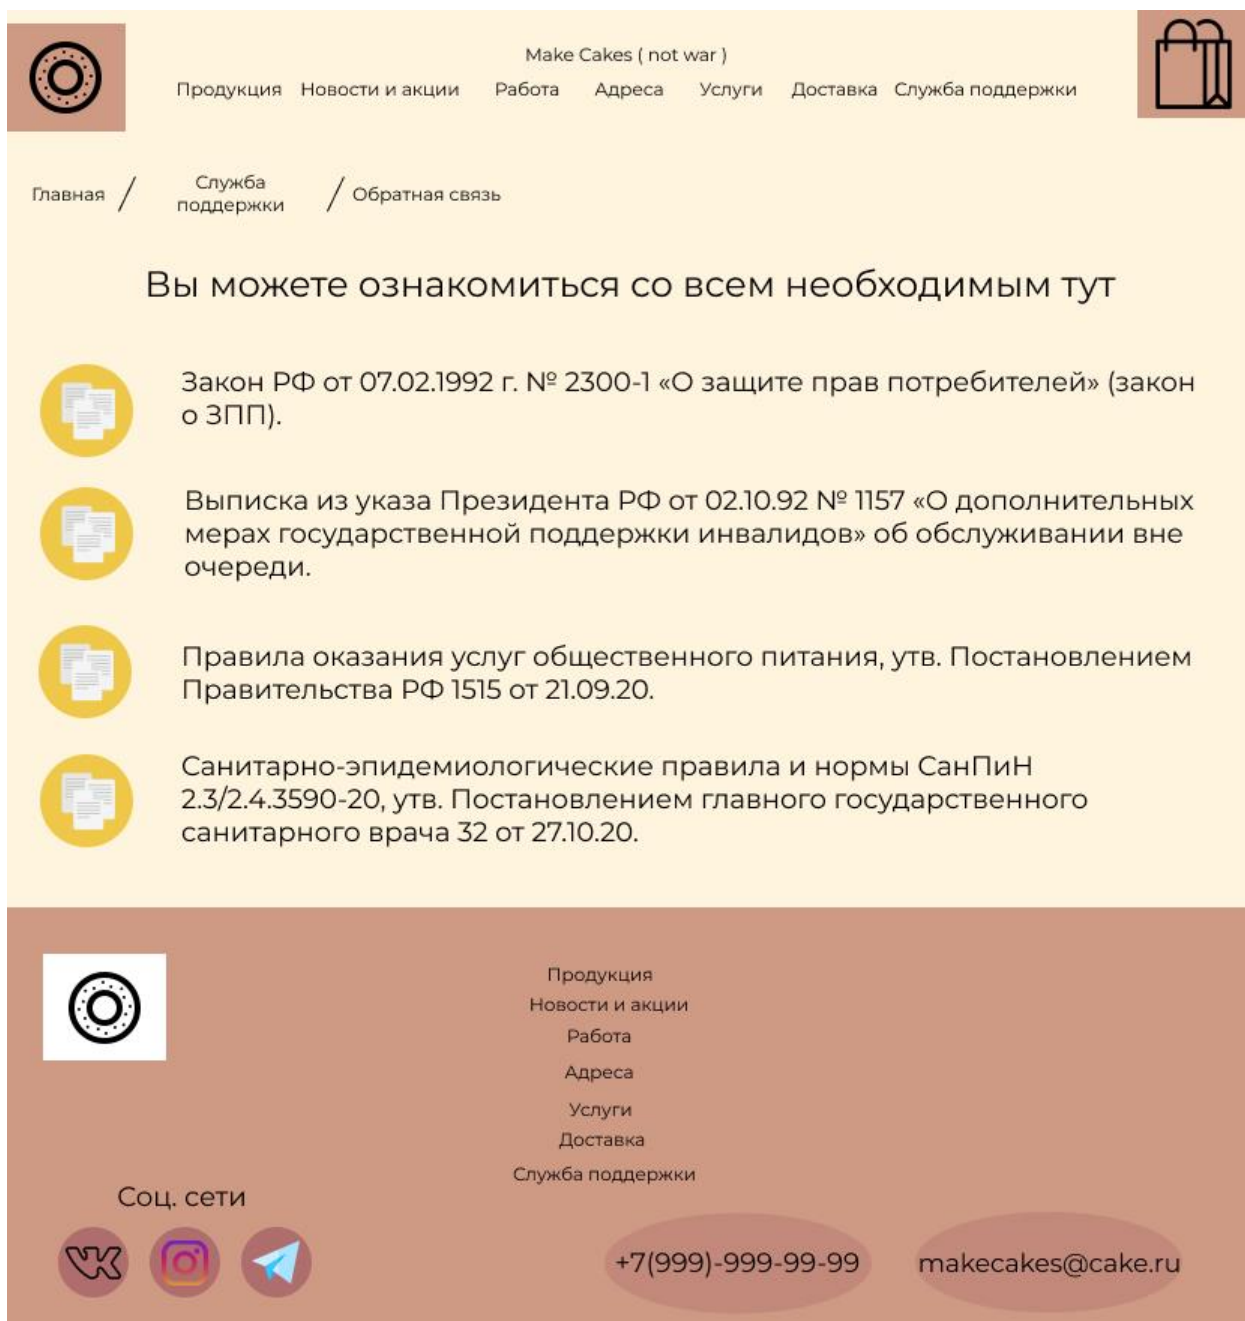 Make Cakes ( not war )
Продукция Новости и акции Работа Адреса Услуги Доставка Служба поддержки
Главная / Служба поддержки / Обратная связь
Вы можете ознакомиться со всем необходимым тут
Закон РФ от 07.02.1992 г. № 2300-1 «О защите прав потребителей» (закон
о ЗПП).
Выписка из указа Президента РФ от 02.10.92 № 1157 «О дополнительных
мерах государственной поддержки инвалидов» об обслуживании вне
очереди.
Правила оказания услуг общественного питания, утв. Постановлением
Правительства РФ 1515 от 21.09.20.
Санитарно-эпидемиологические правила и нормы СанПиН
2.3/2.4.3590-20, утв. Постановлением главного государственного
санитарного врача 32 от 27.10.20.
Продукция
Новости и акции
Работа
Адреса
Услуги
Доставка
Служба поддержки
Соц. сети
+7(999)-999-99-99 makecakes@cake.ru